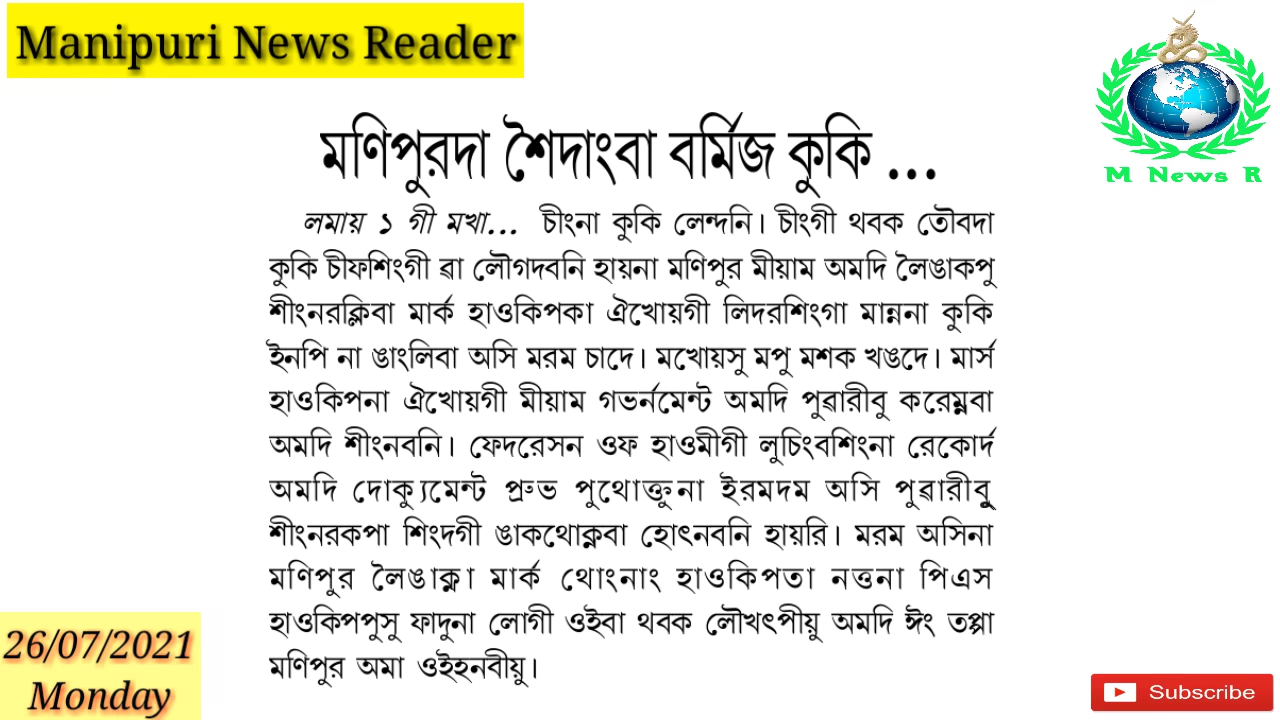 Manipuri News Reader
M News R
মণিপুরদা শৈদাংবা বর্মিজ কুকি ...
লমায় ১ গী মখা... চীংনা কুকি লেন্দনি। চীংগী থবক তৌবদা
কুকি চীফশিংগী ৱা লৌগদবনি হায়না মণিপুর মীয়াম অমদি লৈঙাকপু
শীংনরক্লিবা মার্ক হাওকিপকা ঐখোয়গী লিদরশিংগা মান্ননা কুকি
ইনপি না ঙাংলিবা অসি মরম চাদে। মখোয়সু মপু মশক খঙদে। মার্স
হাওকিপনা ঐখোয়গী মীয়াম গভর্নমেন্ট অমদি পুৱারীবু করেম্নবা
অমদি শীংনবনি। ফেদরেসন ওফ হাওমীগী লুচিংবশিংনা রেকোর্দ
অমদি দোকুয্মেন্ট প্রুভ পুথোক্তুনা ইরমদম অসি পুৱারীবু
শীংনরকপা শিংদগী ঙাকথোক্নবা হোৎনবনি হায়রি। মরম অসিনা
মণিপুর লৈঙাক্না মার্ক থোংনাং হাওকিপতা নত্তনা পিএস
হাওকিপপুসু ফাদুনা লোগী ওইবা থবক লৌখৎপীয়ু অমদি ঈং তপ্পা
মণিপুর অমা ওইহনবীয়ু।
26/07/2021
Monday
Subscribe